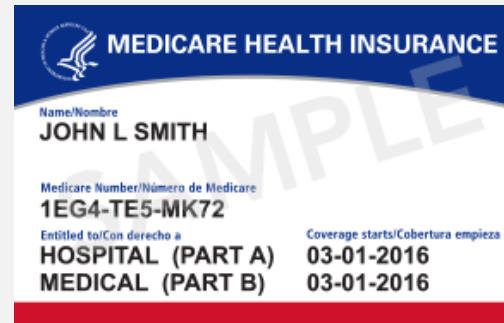 MEDICARE HEALTH INSURANCE
Name/Nombre
JOHN L SMITH
Medicare Number/Número de Medicare
1EG4-TE5-MK72
Entitled to/Con derecho a Coverage starts/Cobertura empieza
HOSPITAL (PART A) 03-01-2016
MEDICAL (PART B) 03-01-2016
SAMPLE